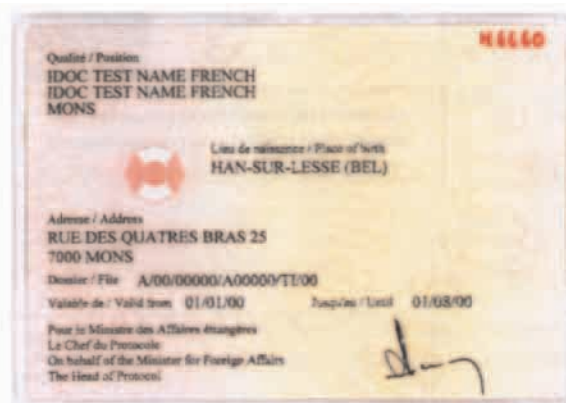 Qualité / Position
IDOC TEST NAME FRENCH
IDOC TEST NAME FRENCH
MONS
Lieu de naissance / Place of birth
HAN-SUR-LESSE (BEL)
Adresse / Address
RUE DES QUATRES BRAS 25
7000 MONS
Dossier / File A/00/00000/A00000/TI/00
Valable de / Valid from 01/01/00 Jusqu'au / Until 01/08/00
Pour le Ministre des Affaires étrangères
Le Chef du Protocole
On behalf of the Minister for Foreign Affairs
The Head of Protocol